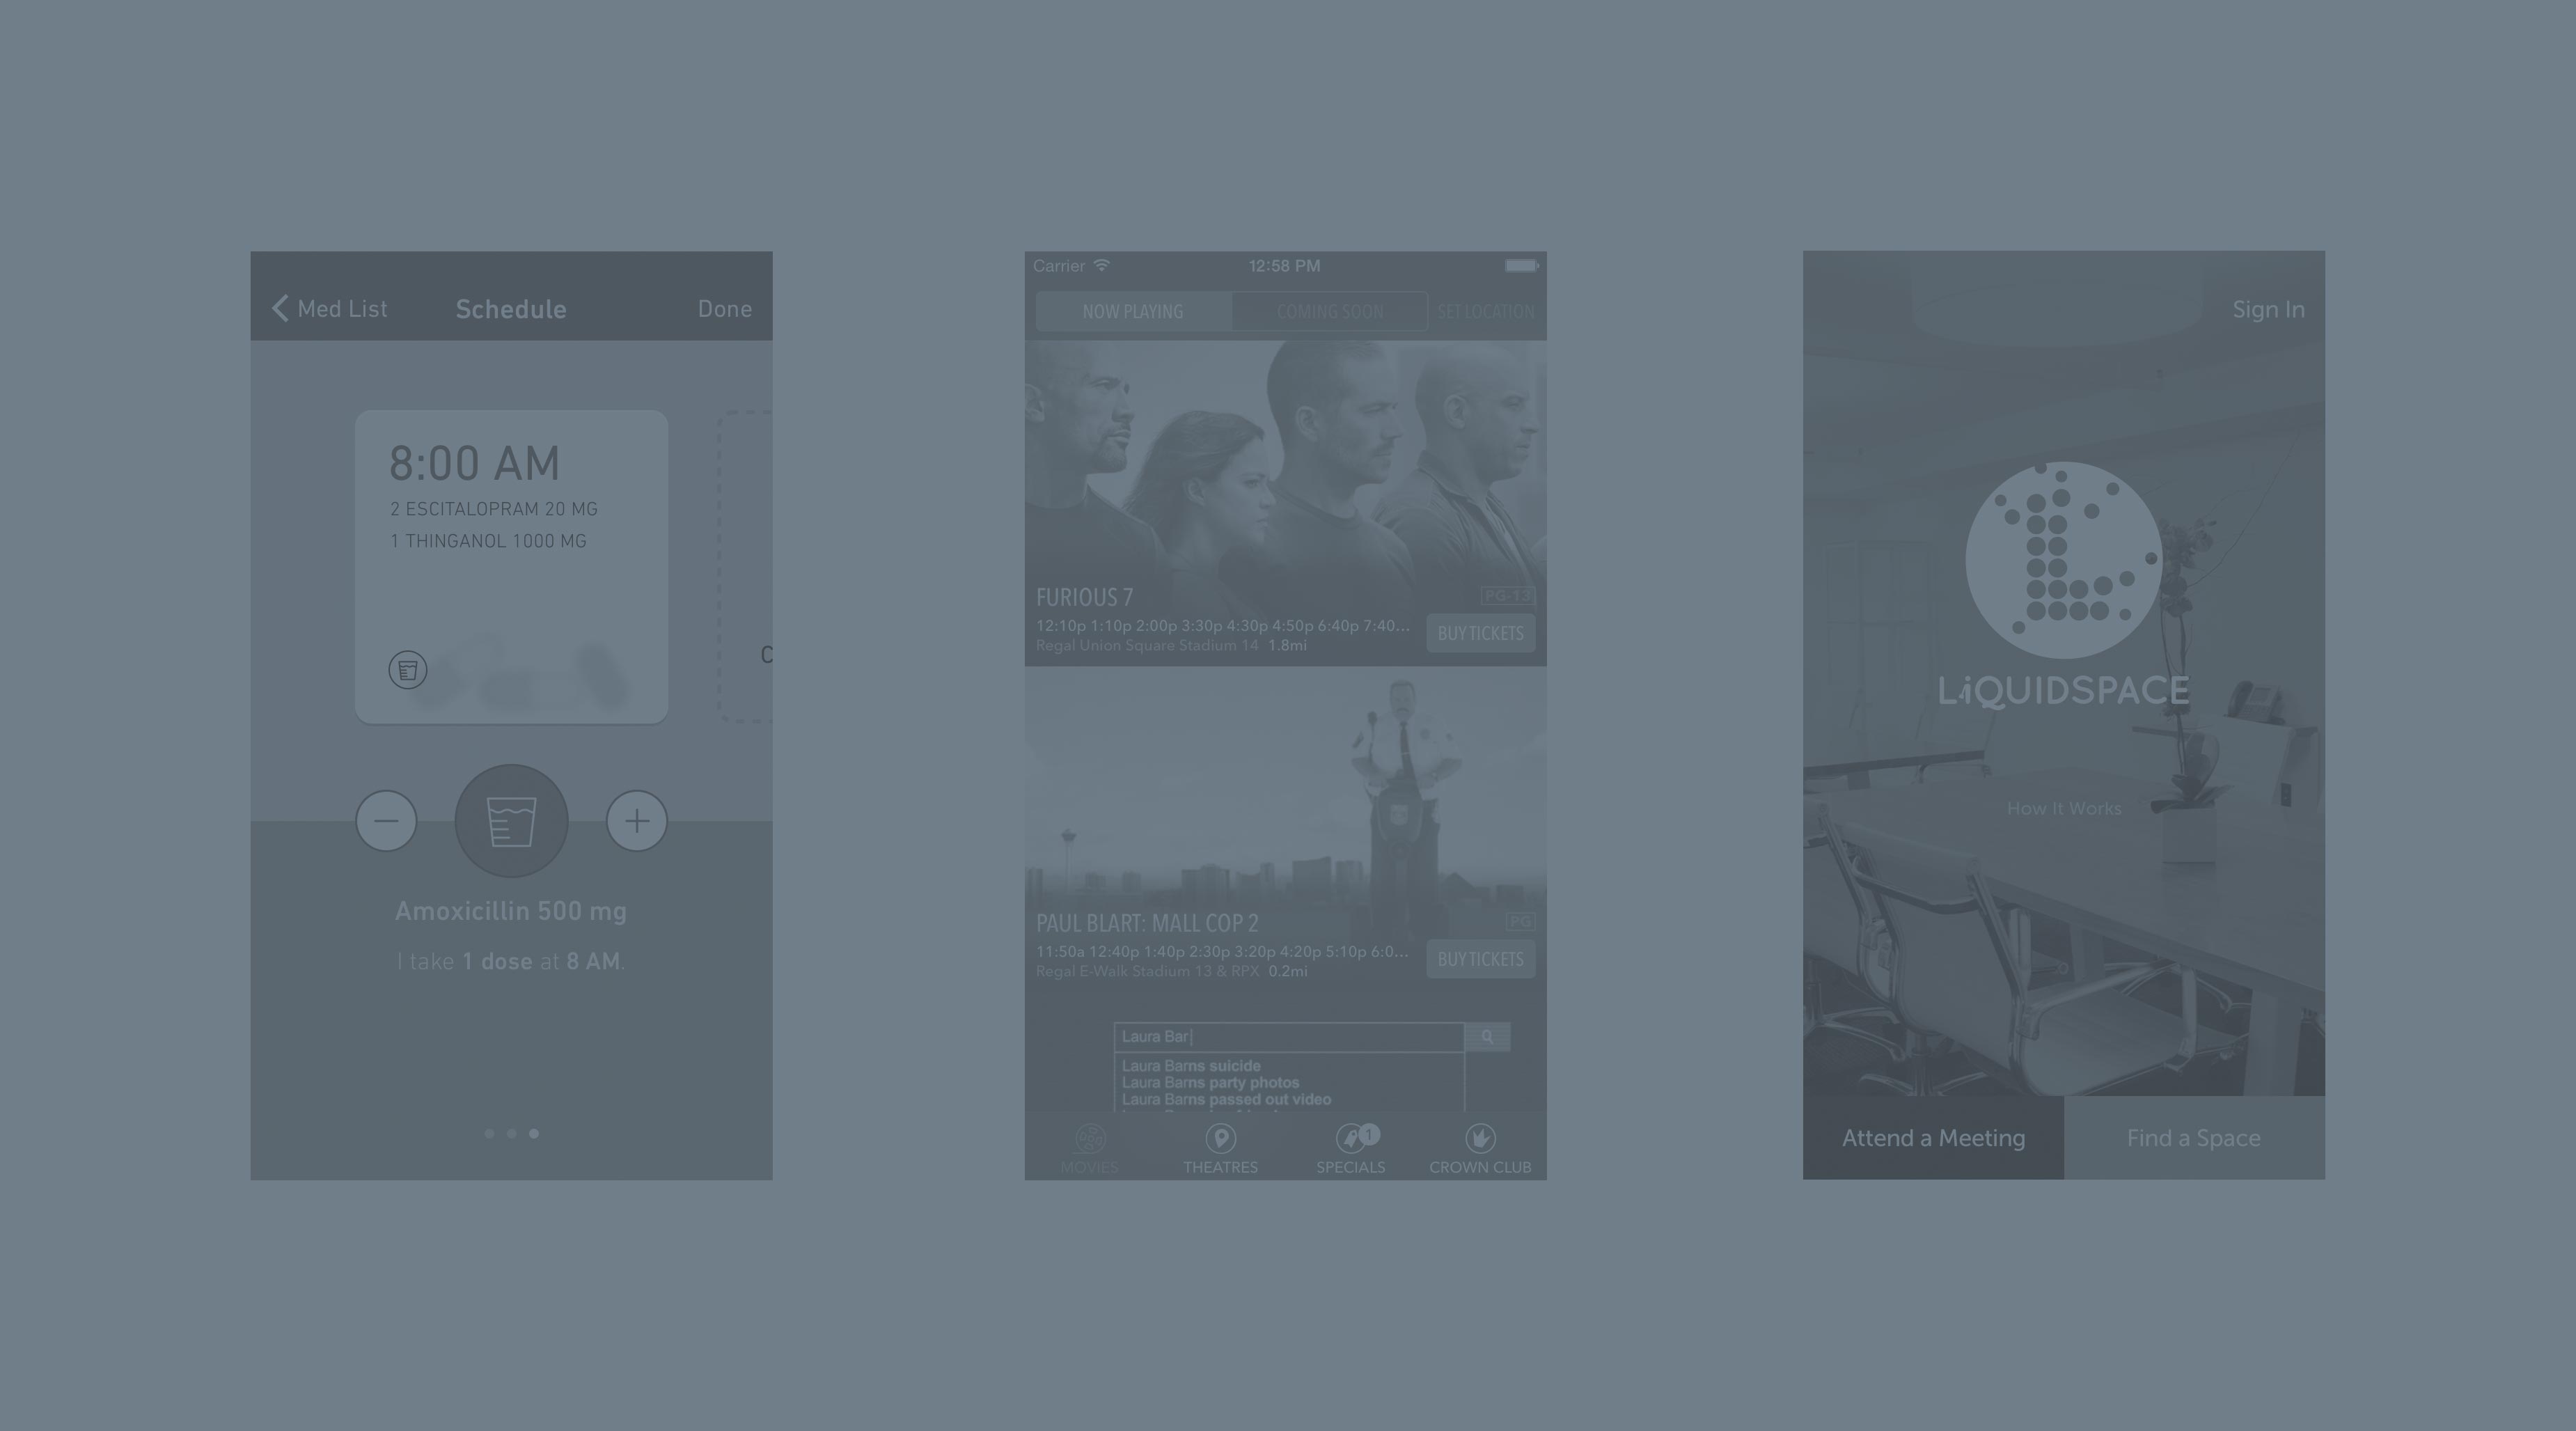 Med List Schedule Done
8:00 AM
2 ESCITALOPRAM 20 MG
1 THINGANOL 1000 MG
C
Amoxicillin 500 mg
I take 1 dose at 8 AM.
Carrier 12:58 PM
NOW PLAYING COMING SOON SET LOCATION
FURIOUS 7 PG-13
12:10p 1:10p 2:00p 3:30p 4:30p 4:50p 6:40p 7:40...
BUY TICKETS
Regal Union Square Stadium 14 1.8mi
PAUL BLART: MALL COP 2 PG
11:50a 12:40p 1:40p 2:30p 3:20p 4:20p 5:10p 6:0...
BUY TICKETS
Regal E-Walk Stadium 13 & RPX 0.2mi
Laura Bar
Laura Barns suicide
Laura Barns party photos
Laura Barns passed out video
1
MOVIES THEATRES SPECIALS CROWN CLUB
Sign In
L
LiQUIDSPACE
How It Works
Attend a Meeting Find a Space